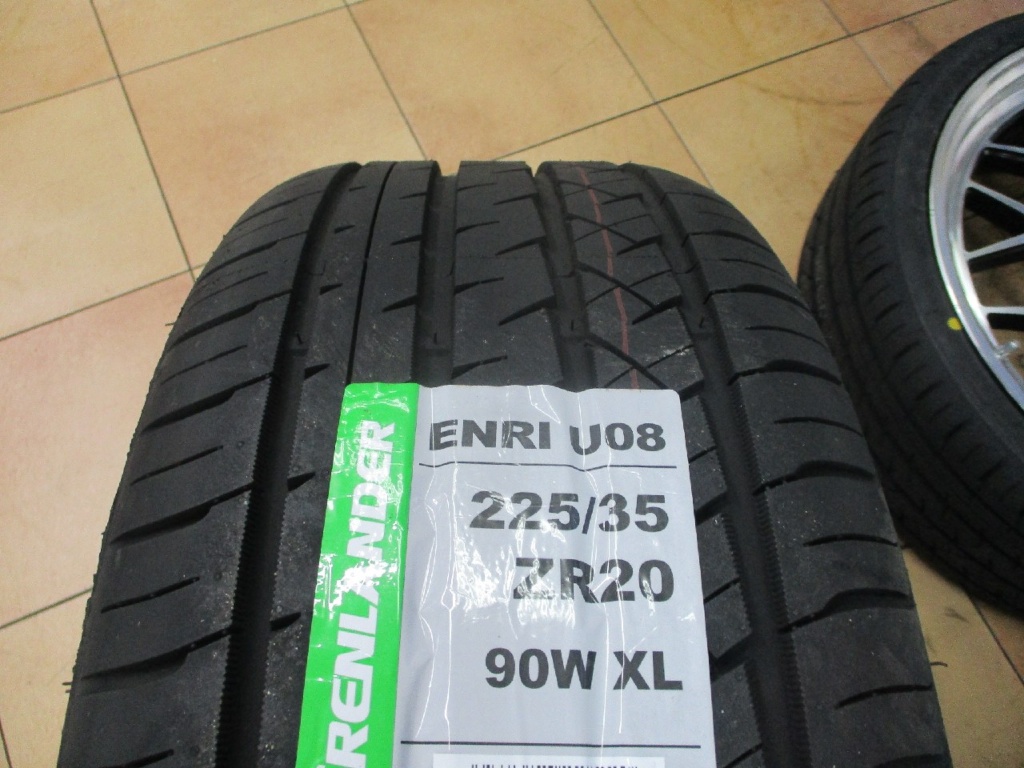 RENLANDER
ENRI U08
225/35
ZR20
90W XL